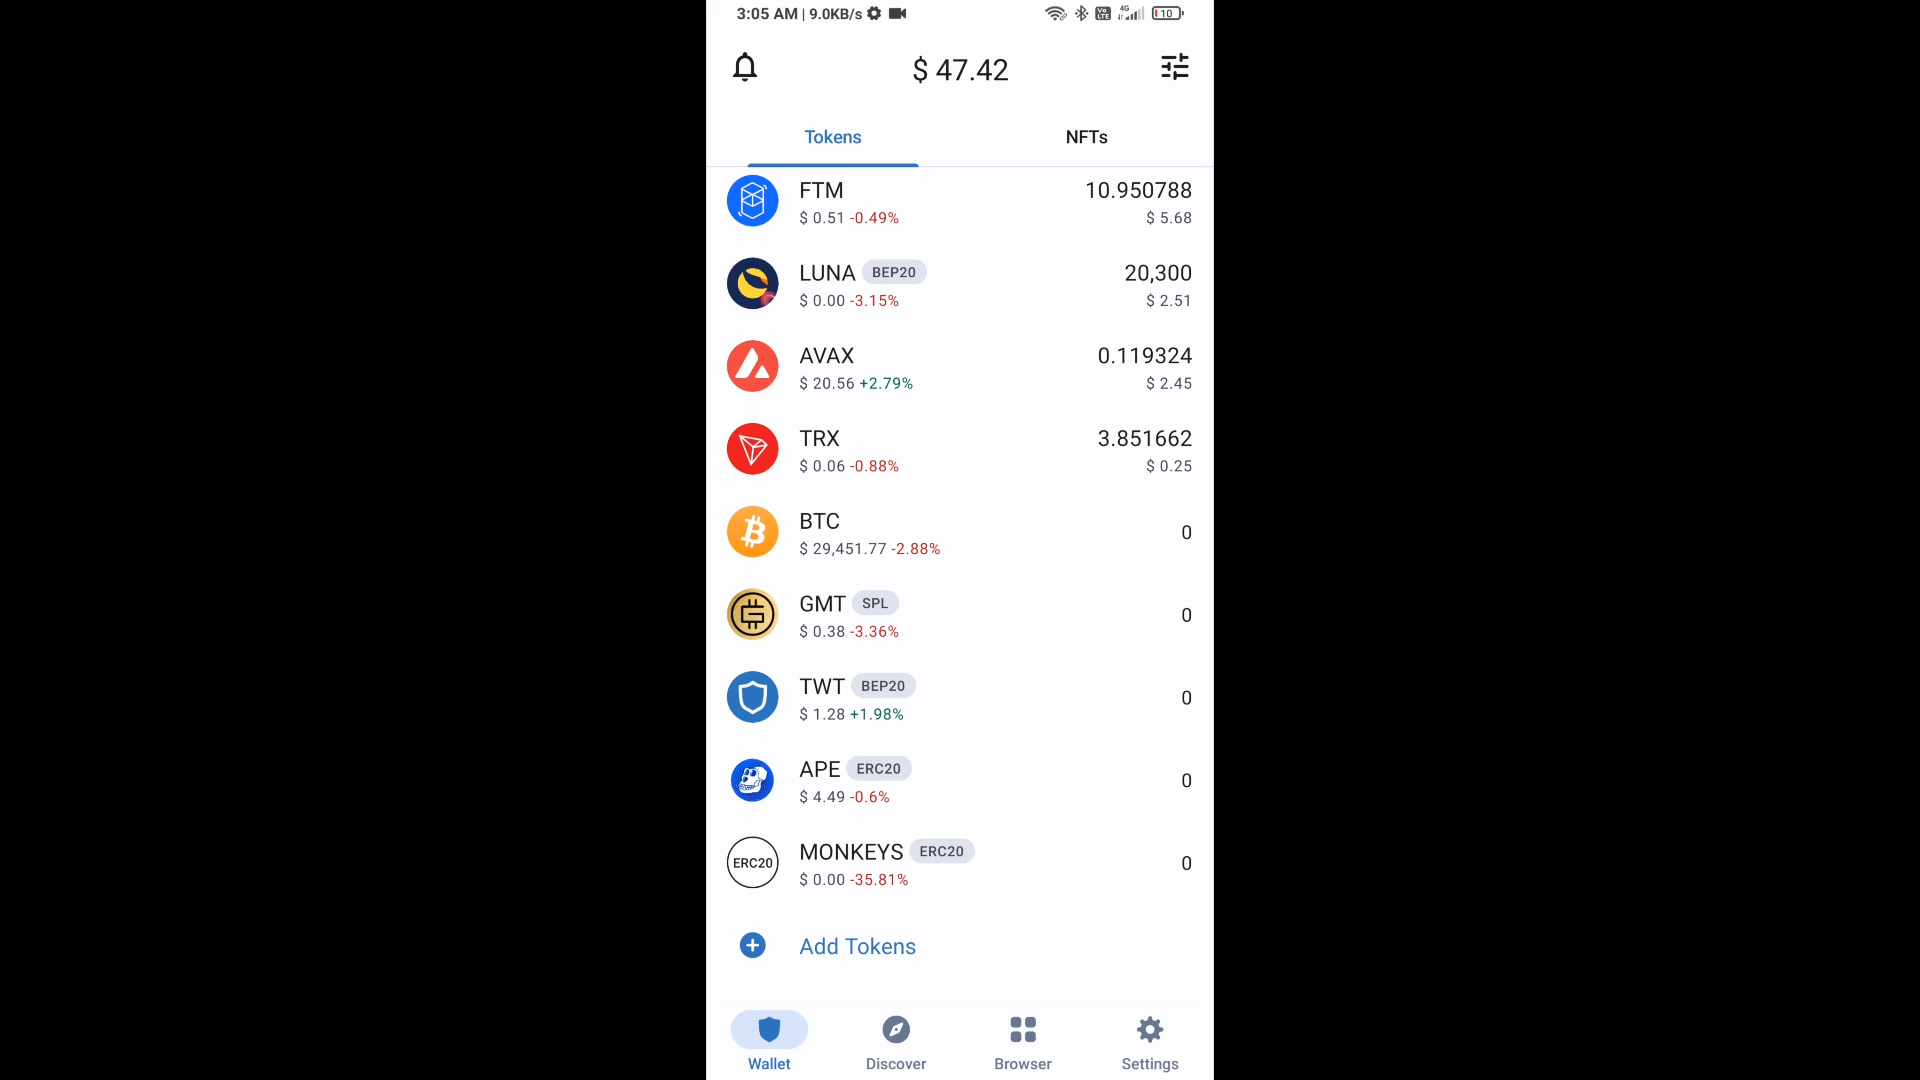 3:05 AM | 9.0KB/s
Vo LTE 4G 10
$ 47.42
Tokens NFTs
FTM 10.950788
$ 0.51 -0.49% $ 5.68
LUNA BEP20 20,300
$ 0.00 -3.15% $ 2.51
AVAX 0.119324
$ 20.56 +2.79% $ 2.45
TRX 3.851662
$ 0.06 -0.88% $ 0.25
BTC 0
$ 29,451.77 -2.88%
GMT SPL 0
$ 0.38 -3.36%
TWT BEP20 0
$ 1.28 +1.98%
APE ERC20 0
$ 4.49 -0.6%
ERC20 MONKEYS ERC20 0
$ 0.00 -35.81%
Add Tokens
Wallet Discover Browser Settings